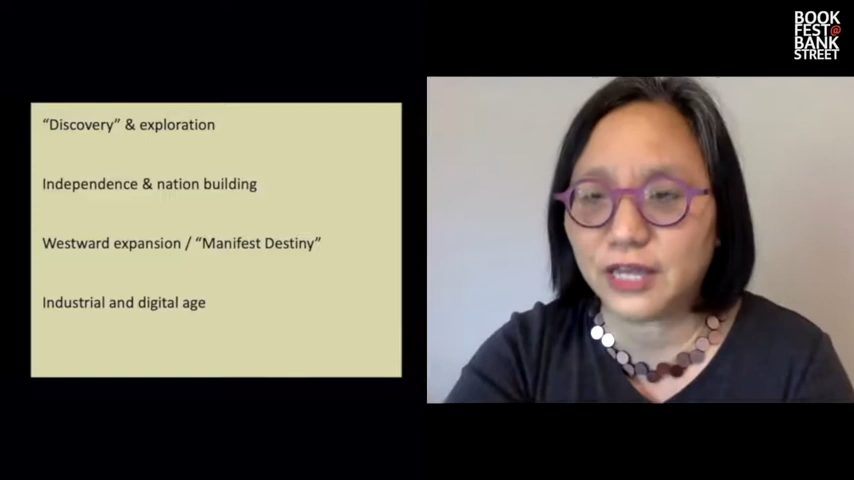 BOOK
FEST@
BANK
STREET
“Discovery” & exploration
Independence & nation building
Westward expansion / “Manifest Destiny”
Industrial and digital age